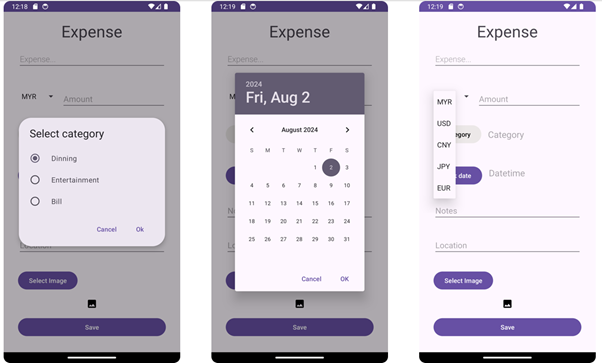 12:18
Expense
Expense...
MYR
Amount
Select category
Dinning
Entertainment
Bill
Cancel Ok
Location
Select Image
Save
12:19
Expense
Expense...
2024
Fri, Aug 2
August 2024
S M T W T F S
1 2 3
4 5 6 7 8 9 10
11 12 13 14 15 16 17
18 19 20 21 22 23 24
25 26 27 28 29 30 31
Cancel OK
Save
12:19
Expense
Expense...
MYR
USD
CNY
JPY
EUR
Amount
Category
Datetime
Notes
Location
Select Image
Save